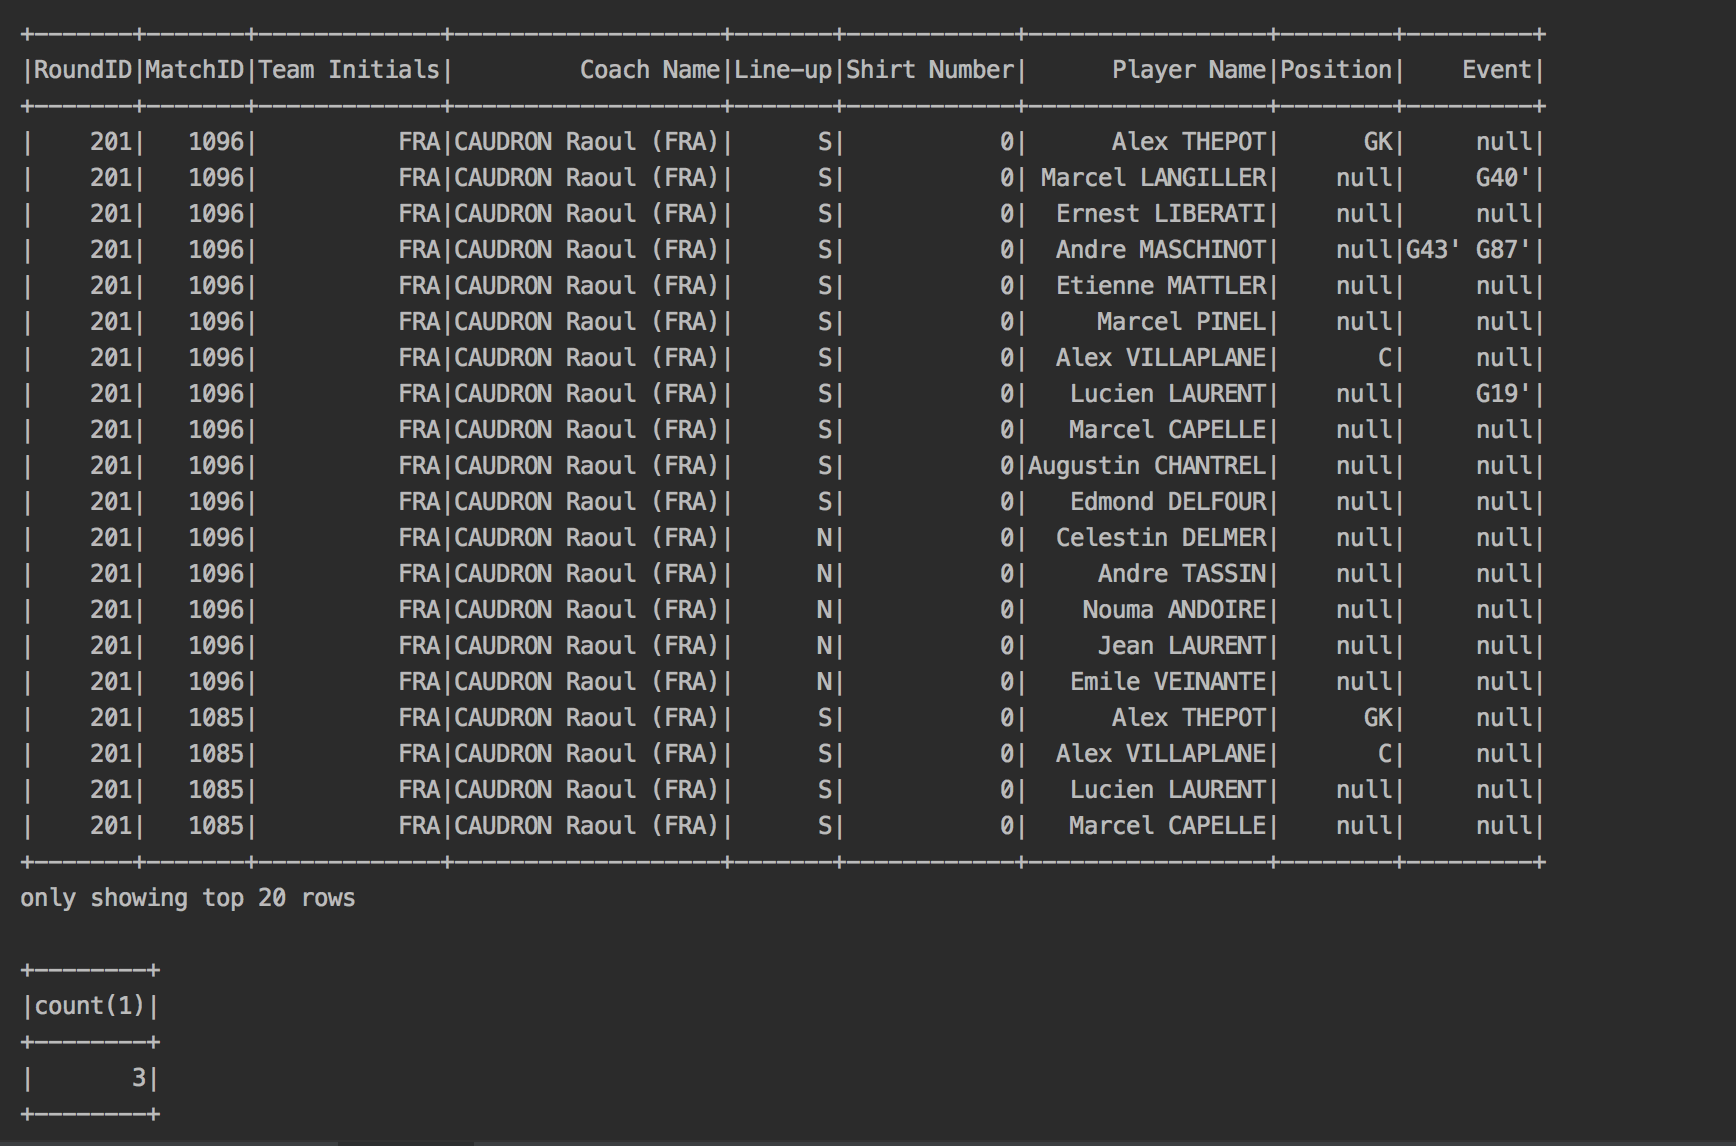 +-------+-------+-------------+-------------------+-------+------------+-----------------+--------+---------+
|RoundID|MatchID|Team Initials|         Coach Name|Line-up|Shirt Number|      Player Name|Position|    Event|
+-------+-------+-------------+-------------------+-------+------------+-----------------+--------+---------+
|    201|   1096|          FRA|CAUDRON Raoul (FRA)|      S|           0|      Alex THEPOT|      GK|     null|
|    201|   1096|          FRA|CAUDRON Raoul (FRA)|      S|           0| Marcel LANGILLER|    null|     G40'|
|    201|   1096|          FRA|CAUDRON Raoul (FRA)|      S|           0|  Ernest LIBERATI|    null|     null|
|    201|   1096|          FRA|CAUDRON Raoul (FRA)|      S|           0|  Andre MASCHINOT|    null|G43' G87'|
|    201|   1096|          FRA|CAUDRON Raoul (FRA)|      S|           0|  Etienne MATTLER|    null|     null|
|    201|   1096|          FRA|CAUDRON Raoul (FRA)|      S|           0|     Marcel PINEL|    null|     null|
|    201|   1096|          FRA|CAUDRON Raoul (FRA)|      S|           0|  Alex VILLAPLANE|       C|     null|
|    201|   1096|          FRA|CAUDRON Raoul (FRA)|      S|           0|   Lucien LAURENT|    null|     G19'|
|    201|   1096|          FRA|CAUDRON Raoul (FRA)|      S|           0|   Marcel CAPELLE|    null|     null|
|    201|   1096|          FRA|CAUDRON Raoul (FRA)|      S|           0|Augustin CHANTREL|    null|     null|
|    201|   1096|          FRA|CAUDRON Raoul (FRA)|      S|           0|   Edmond DELFOUR|    null|     null|
|    201|   1096|          FRA|CAUDRON Raoul (FRA)|      N|           0|  Celestin DELMER|    null|     null|
|    201|   1096|          FRA|CAUDRON Raoul (FRA)|      N|           0|     Andre TASSIN|    null|     null|
|    201|   1096|          FRA|CAUDRON Raoul (FRA)|      N|           0|    Nouma ANDOIRE|    null|     null|
|    201|   1096|          FRA|CAUDRON Raoul (FRA)|      N|           0|     Jean LAURENT|    null|     null|
|    201|   1096|          FRA|CAUDRON Raoul (FRA)|      N|           0|   Emile VEINANTE|    null|     null|
|    201|   1085|          FRA|CAUDRON Raoul (FRA)|      S|           0|      Alex THEPOT|      GK|     null|
|    201|   1085|          FRA|CAUDRON Raoul (FRA)|      S|           0|  Alex VILLAPLANE|       C|     null|
|    201|   1085|          FRA|CAUDRON Raoul (FRA)|      S|           0|   Lucien LAURENT|    null|     null|
|    201|   1085|          FRA|CAUDRON Raoul (FRA)|      S|           0|   Marcel CAPELLE|    null|     null|
+-------+-------+-------------+-------------------+-------+------------+-----------------+--------+---------+
only showing top 20 rows

+--------+
|count(1)|
+--------+
|       3|
+--------+